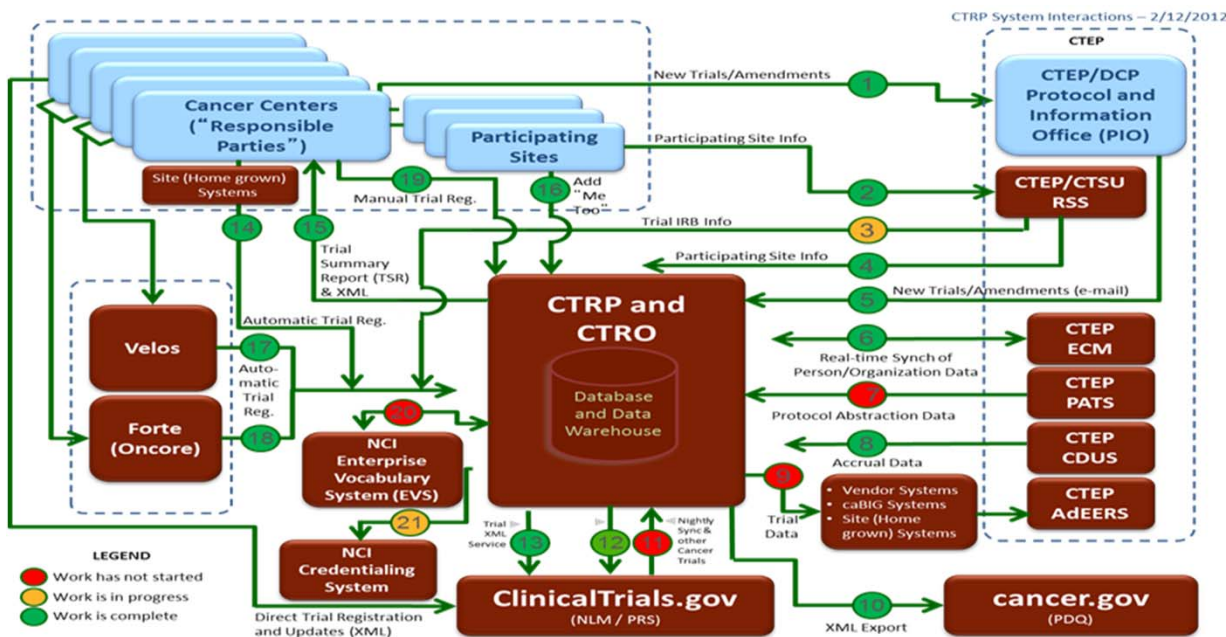 CTRP System Interactions – 2/12/2012
CTEP
New Trials/Amendments
1
CTEP/DCP
Protocol and
Information
Office (PIO)
Cancer Centers
("Responsible
Parties")
Participating
Sites
Participating Site Info
2
CTEP/CTSU
RSS
Site (Home grown)
Systems
19
Manual Trial Reg.
16
Add
"Me
Too"
14
15
Trial
Summary
Report (TSR)
& XML
Trial IRB Info
3
Participating Site Info
4
5
New Trials/Amendments (e-mail)
CTRP and
CTRO
Database
and Data
Warehouse
Automatic Trial Reg.
Velos
17
Auto-
matic
Trial
Reg.
18
Forte
(Oncore)
6
Real-time Synch of
Person/Organization Data
CTEP
ECM
7
Protocol Abstraction Data
CTEP
PATS
8
Accrual Data
CTEP
CDUS
20
NCI
Enterprise
Vocabulary
System (EVS)
9
Trial
Data
• Vendor Systems
• caBIG Systems
• Site (Home
grown) Systems
CTEP
AdEERS
21
NCI
Credentialing
System
Trial
XML
Service
13
12
11
Nightly
Sync &
other
Cancer
Trials
LEGEND
Work has not started
Work is in progress
Work is complete
Direct Trial Registration
and Updates (XML)
ClinicalTrials.gov
(NLM / PRS)
10
XML Export
cancer.gov
(PDQ)